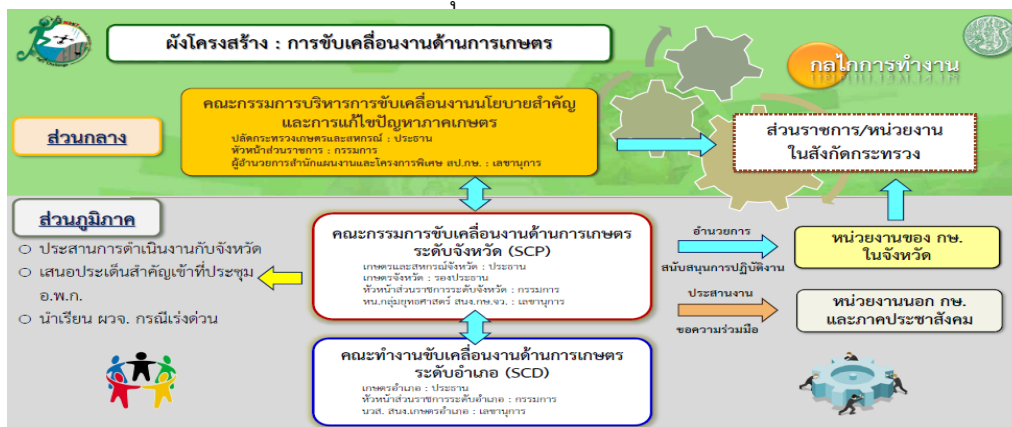 ผังโครงสร้าง : การขับเคลื่อนงานด้านการเกษตร
กลไกการทำงาน
ส่วนกลาง
คณะกรรมการบริหารการขับเคลื่อนงานนโยบายสำคัญ
และการแก้ไขปัญหาภาคเกษตร
ปลัดกระทรวงเกษตรและสหกรณ์ : ประธาน
หัวหน้าส่วนราชการ : กรรมการ
ผู้อำนวยการสำนักแผนงานและโครงการพิเศษ สป.กษ. : เลขานุการ
ส่วนราชการ/หน่วยงาน
ในสังกัดกระทรวง
ส่วนภูมิภาค
ประสานการดำเนินงานกับจังหวัด
เสนอประเด็นสำคัญเข้าที่ประชุม
อ.พ.ก.
นำเรียน ผวจ. กรณีเร่งด่วน
คณะกรรมการขับเคลื่อนงานด้านการเกษตร
ระดับจังหวัด (SCP)
เกษตรและสหกรณ์จังหวัด : ประธาน
เกษตรจังหวัด : รองประธาน
หัวหน้าส่วนราชการระดับจังหวัด : กรรมการ
หน.กลุ่มยุทธศาสตร์ สนง.กษ.จว. : เลขานุการ
อำนวยการ
สนับสนุนการปฏิบัติงาน
หน่วยงานของ กษ.
ในจังหวัด
ประสานงาน
ขอความร่วมมือ
หน่วยงานนอก กษ.
และภาคประชาสังคม
คณะทำงานขับเคลื่อนงานด้านการเกษตร
ระดับอำเภอ (SCD)
เกษตรอำเภอ : ประธาน
หัวหน้าส่วนราชการระดับอำเภอ : กรรมการ
นวส. สนง.เกษตรอำเภอ : เลขานุการ